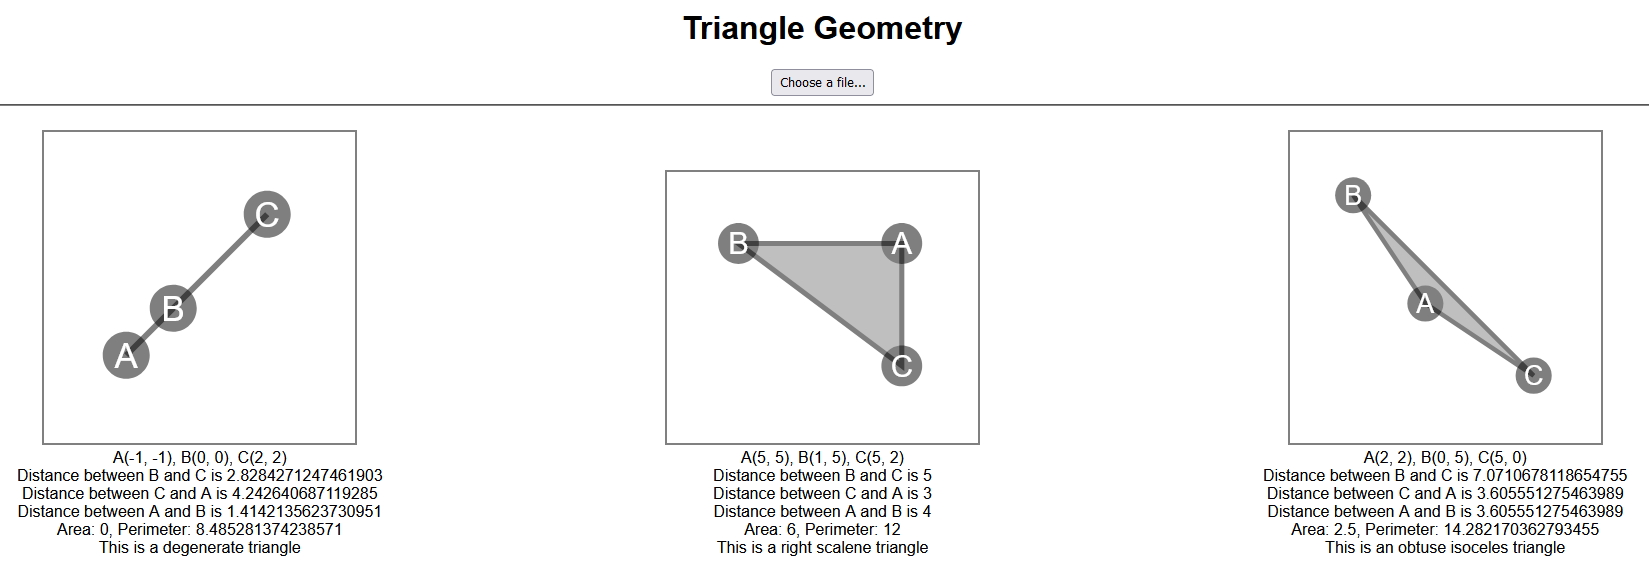 Triangle Geometry
Choose a file...
C
B
A
A(-1, -1), B(0, 0), C(2, 2)
Distance between B and C is 2.8284271247461903
Distance between C and A is 4.242640687119285
Distance between A and B is 1.4142135623730951
Area: 0, Perimeter: 8.485281374238571
This is a degenerate triangle
B
A
C
A(5, 5), B(1, 5), C(5, 2)
Distance between B and C is 5
Distance between C and A is 3
Distance between A and B is 4
Area: 6, Perimeter: 12
This is a right scalene triangle
B
A
C
A(2, 2), B(0, 5), C(5, 0)
Distance between B and C is 7.0710678118654755
Distance between C and A is 3.605551275463989
Distance between A and B is 3.605551275463989
Area: 2.5, Perimeter: 14.282170362793455
This is an obtuse isoceles triangle